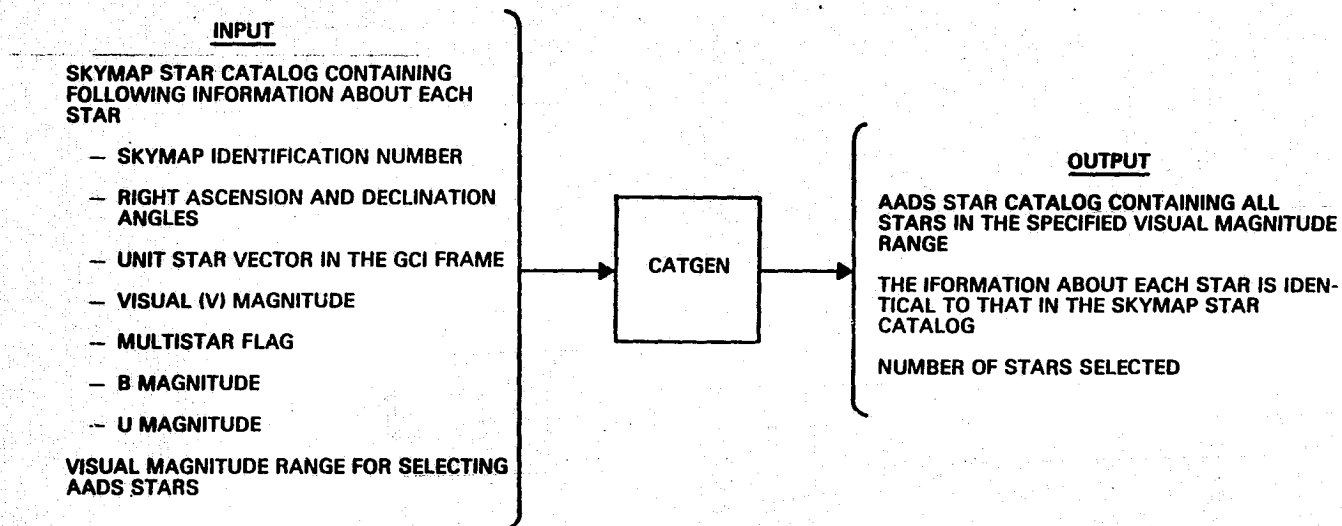 INPUT
SKYMAP STAR CATALOG CONTAINING
FOLLOWING INFORMATION ABOUT EACH
STAR
— SKYMAP IDENTIFICATION NUMBER
— RIGHT ASCENSION AND DECLINATION
ANGLES
— UNIT STAR VECTOR IN THE GCI FRAME
— VISUAL (V) MAGNITUDE
— MULTISTAR FLAG
— B MAGNITUDE
— U MAGNITUDE
VISUAL MAGNITUDE RANGE FOR SELECTING
AADS STARS
CATGEN
OUTPUT
AADS STAR CATALOG CONTAINING ALL
STARS IN THE SPECIFIED VISUAL MAGNITUDE
RANGE
THE IFORMATION ABOUT EACH STAR IS IDEN-
TICAL TO THAT IN THE SKYMAP STAR
CATALOG
NUMBER OF STARS SELECTED